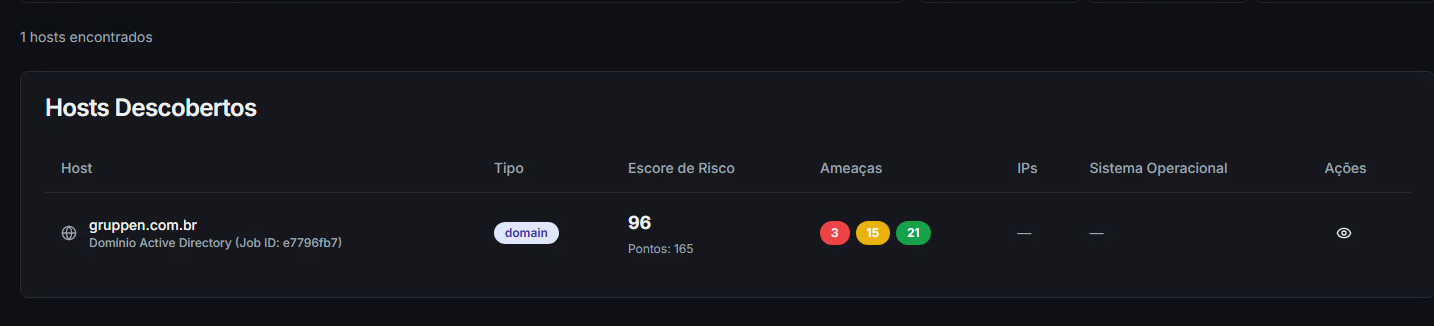 1 hosts encontrados
Hosts Descobertos
Host Tipo Escore de Risco Ameaças IPs Sistema Operacional Ações
gruppen.com.br domain 96 3 15 21 — —
Domínio Active Directory (Job ID: e7796fb7) Pontos: 165